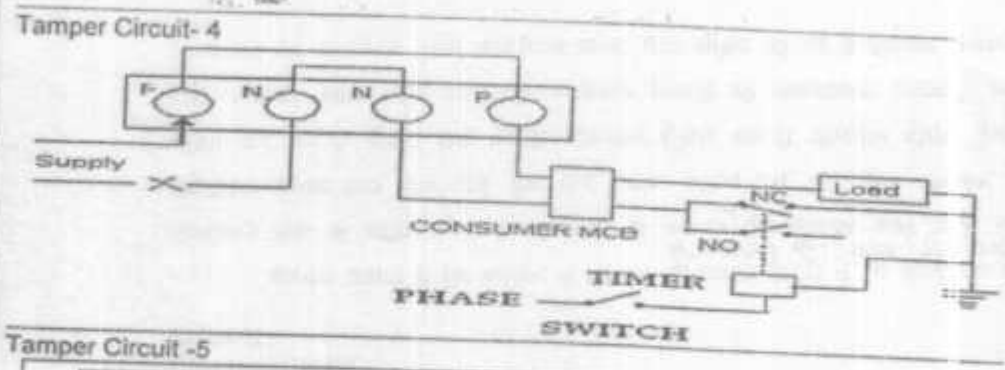 Tamper Circuit- 4
P N N P
Supply
Load
NC
CONSUMER MCB
NO
TIMER
PHASE
SWITCH
Tamper Circuit -5